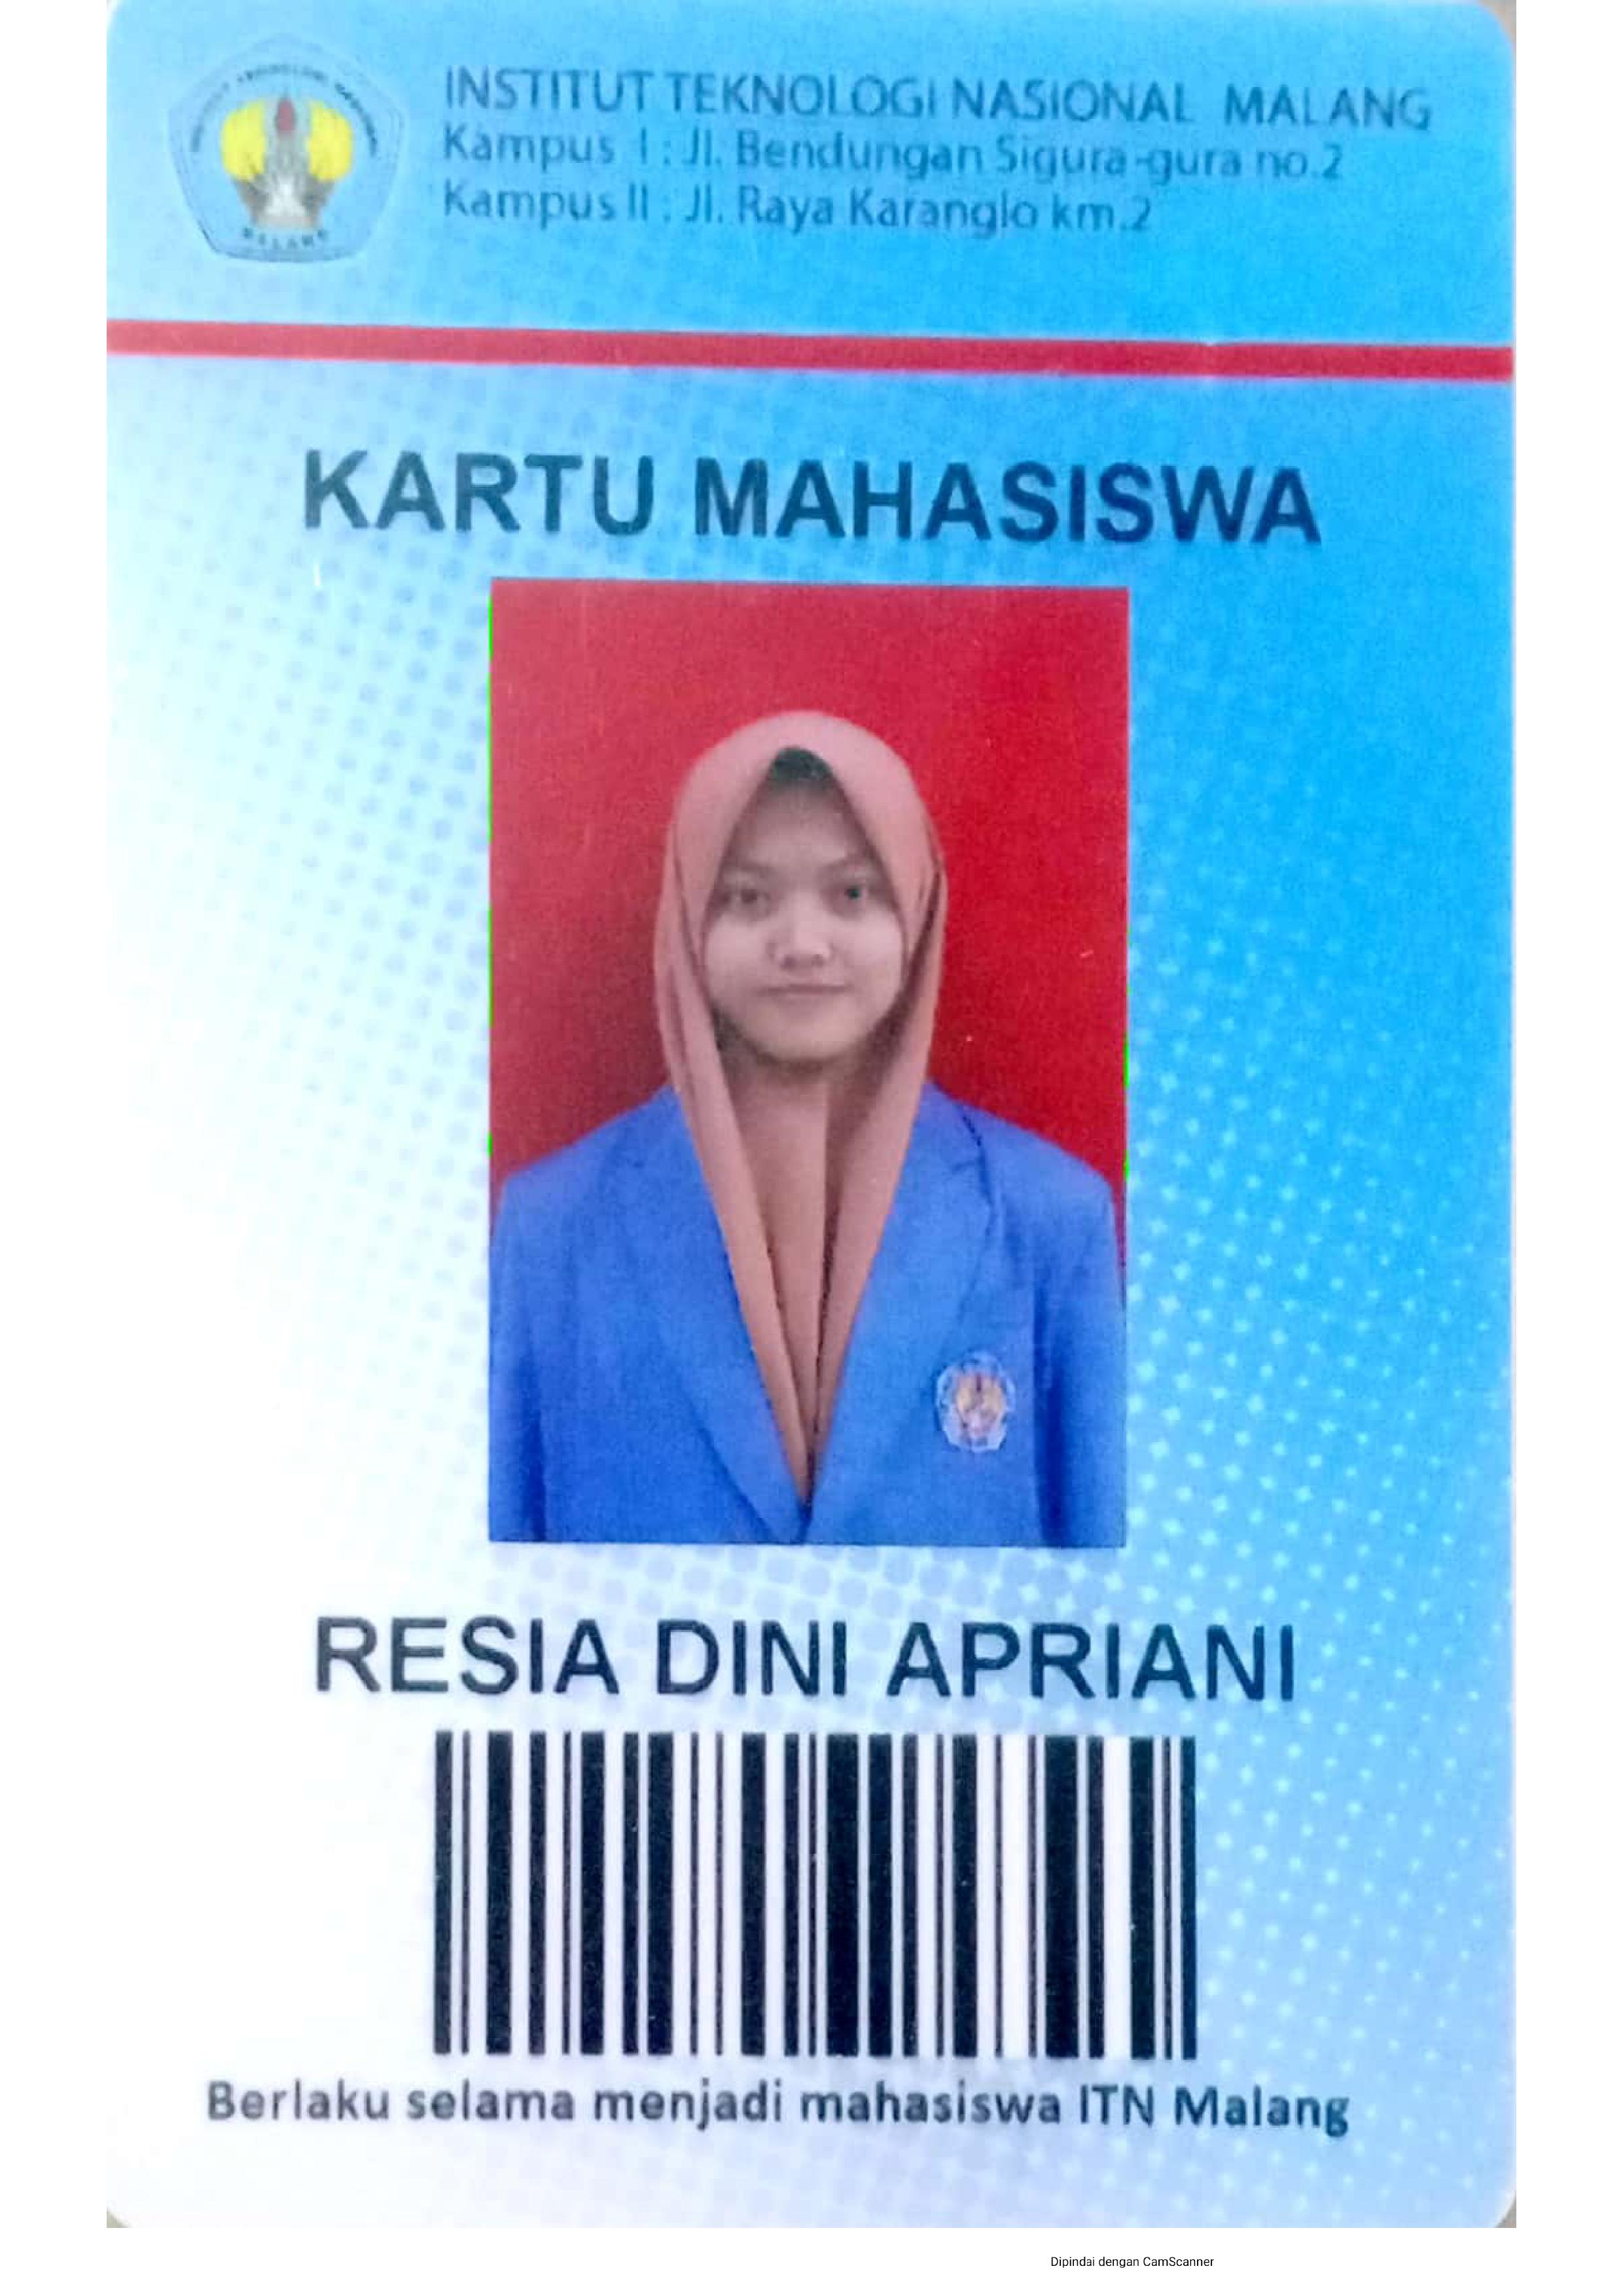 INSTITUT TEKNOLOGI NASIONAL MALANG
Kampus I : Jl. Bendungan Sigura-gura no.2
Kampus II : Jl. Raya Karanglo km.2
MALANG
KARTU MAHASISWA
RESIA DINI APRIANI
Berlaku selama menjadi mahasiswa ITN Malang
Dipindai dengan CamScanner